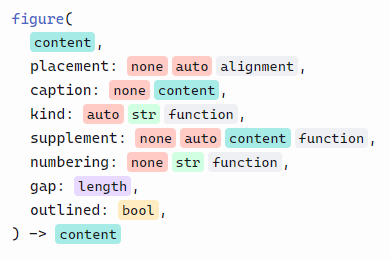 figure(
content,
placement: none auto alignment,
caption: none content,
kind: auto str function,
supplement: none auto content function,
numbering: none str function,
gap: length,
outlined: bool,
) -> content